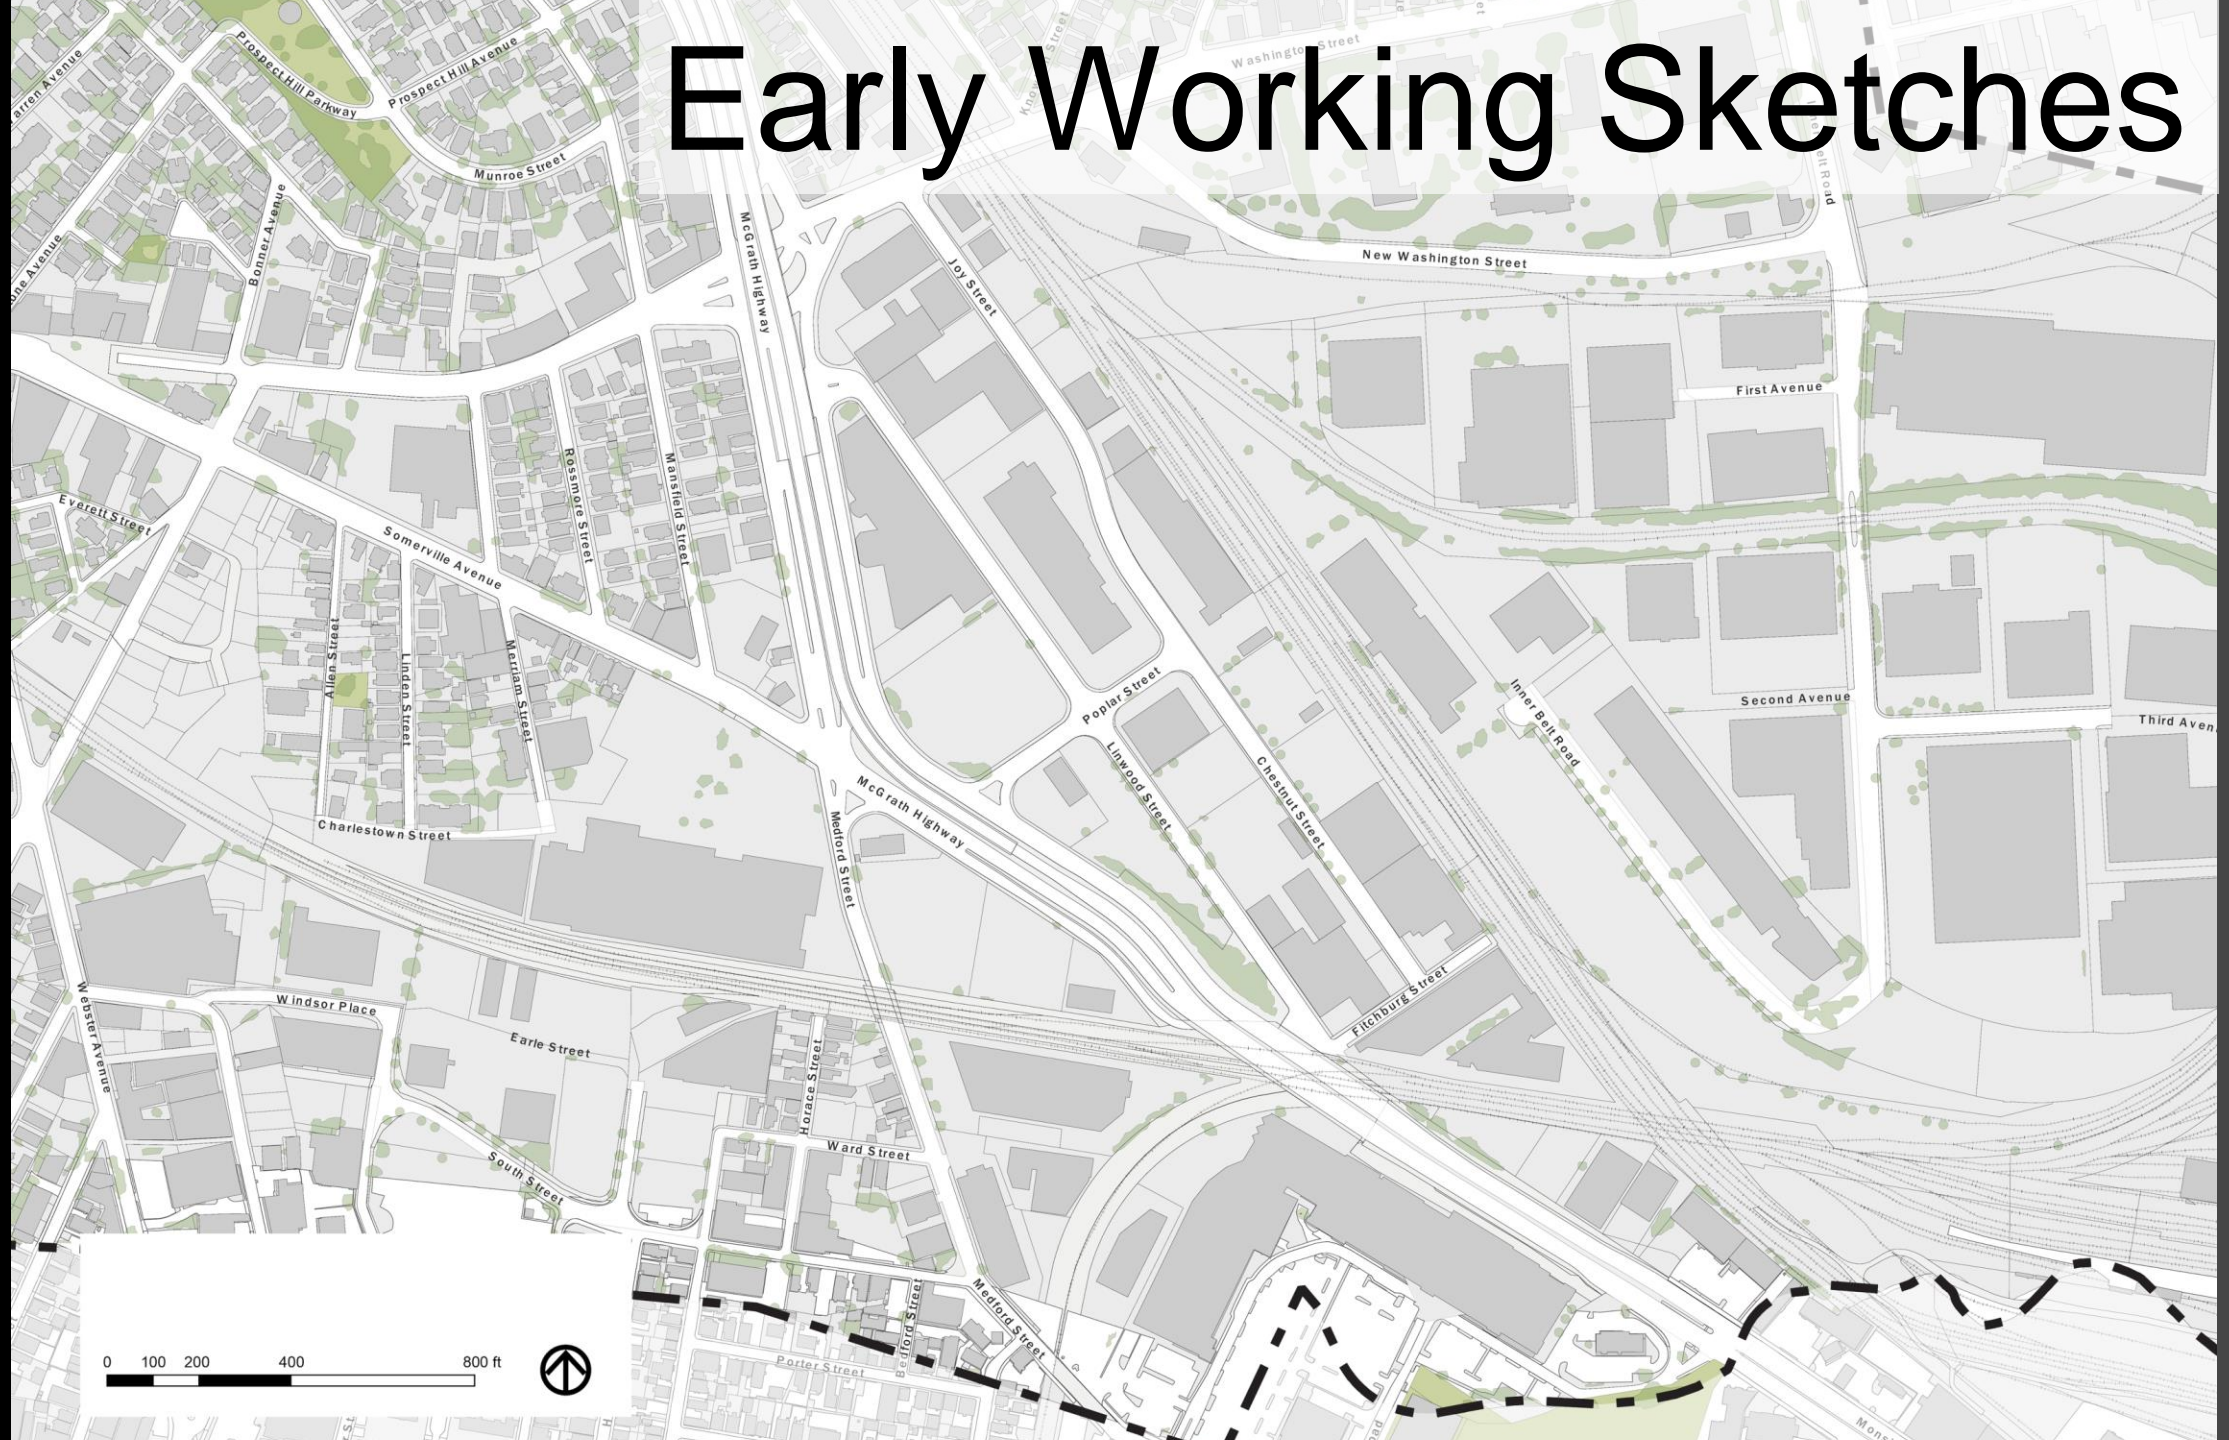 Early Working Sketches
Washington Street
Prospect Hill Parkway
Prospect Hill Avenue
Munroe Street
Bonner Avenue
McGrath Highway
Joy Street
New Washington Street
First Avenue
Everett Street
Somerville Avenue
Rossmore Street
Mansfield Street
Allen Street
Linden Street
Merriam Street
Poplar Street
Inner Belt Road
Second Avenue
Third Aven
Linwood Street
Chestnut Street
McGrath Highway
Medford Street
Charlestown Street
Fitchburg Street
Webster Avenue
Windsor Place
Earle Street
Horace Street
Ward Street
South Street
Medford Street
Bedford Street
Porter Street
0 100 200 400 800 ft